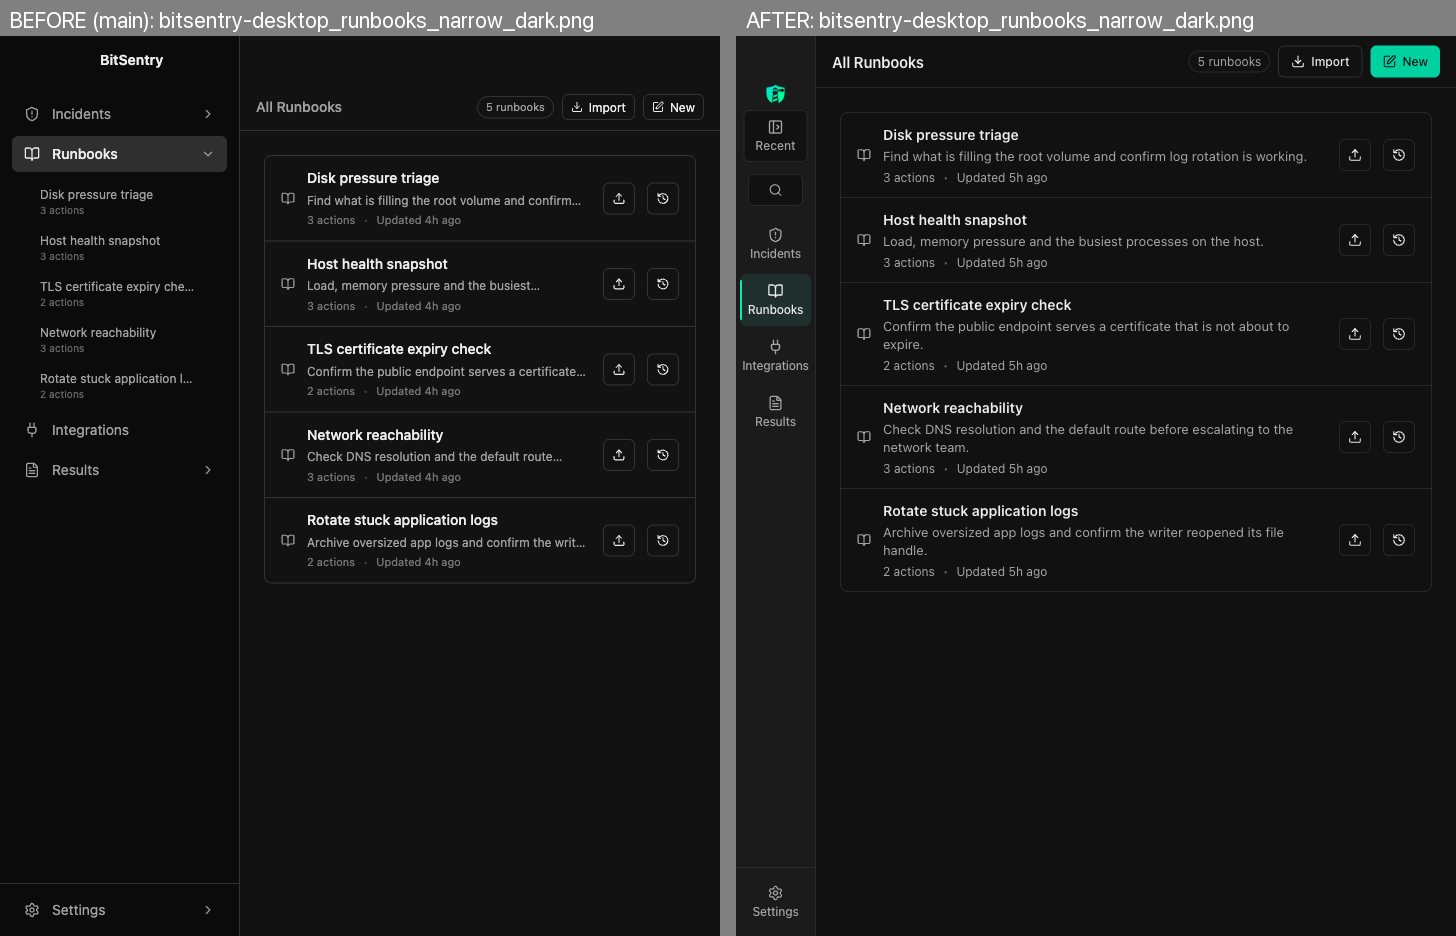 BEFORE (main): bitsentry-desktop_runbooks_narrow_dark.png
BitSentry
Incidents
Runbooks
Disk pressure triage
3 actions
Host health snapshot
3 actions
TLS certificate expiry che...
2 actions
Network reachability
3 actions
Rotate stuck application l...
2 actions
Integrations
Results
Settings
All Runbooks
5 runbooks
Import
New
Disk pressure triage
Find what is filling the root volume and confirm...
3 actions · Updated 4h ago
Host health snapshot
Load, memory pressure and the busiest...
3 actions · Updated 4h ago
TLS certificate expiry check
Confirm the public endpoint serves a certificate...
2 actions · Updated 4h ago
Network reachability
Check DNS resolution and the default route...
3 actions · Updated 4h ago
Rotate stuck application logs
Archive oversized app logs and confirm the writ...
2 actions · Updated 4h ago
AFTER: bitsentry-desktop_runbooks_narrow_dark.png
Recent
Incidents
Runbooks
Integrations
Results
Settings
All Runbooks
5 runbooks
Import
New
Disk pressure triage
Find what is filling the root volume and confirm log rotation is working.
3 actions · Updated 5h ago
Host health snapshot
Load, memory pressure and the busiest processes on the host.
3 actions · Updated 5h ago
TLS certificate expiry check
Confirm the public endpoint serves a certificate that is not about to
expire.
2 actions · Updated 5h ago
Network reachability
Check DNS resolution and the default route before escalating to the
network team.
3 actions · Updated 5h ago
Rotate stuck application logs
Archive oversized app logs and confirm the writer reopened its file
handle.
2 actions · Updated 5h ago